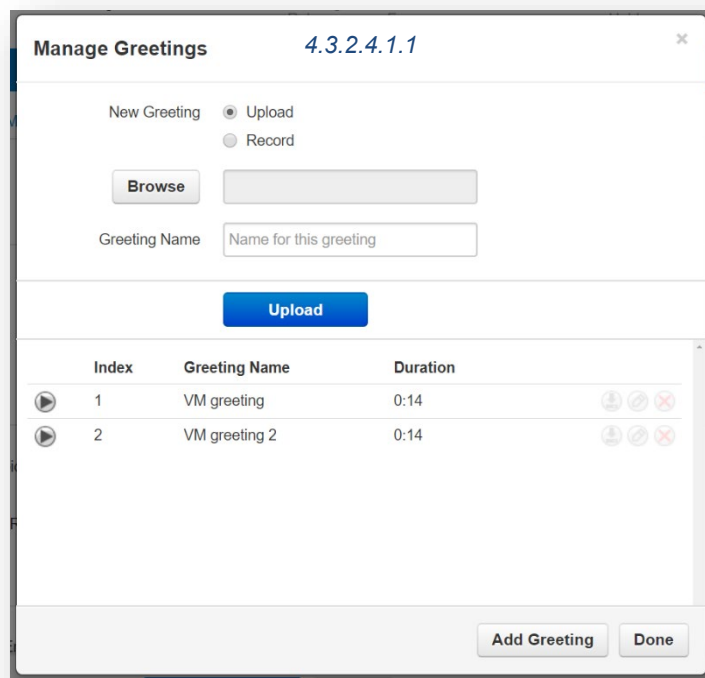 Manage Greetings 4.3.2.4.1.1 ×
New Greeting Upload
Record
Browse
Greeting Name Name for this greeting
Upload
Index Greeting Name Duration
1 VM greeting 0:14
2 VM greeting 2 0:14
Add Greeting Done